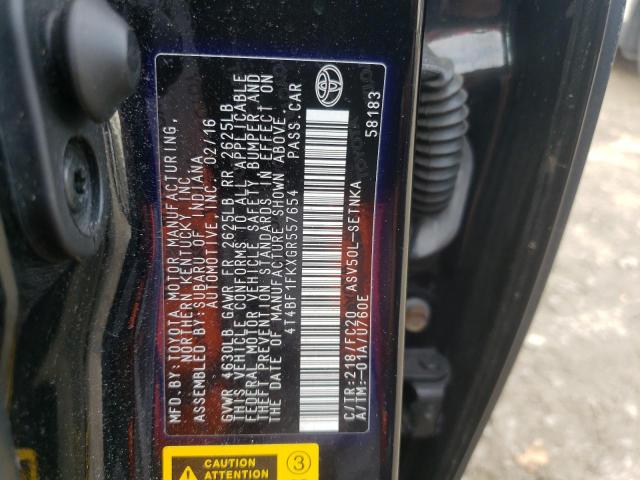 MFD.BY: TOYOTA MOTOR MANUFACTURING,
NORTHERN KENTUCKY INC.
ASSEMBLED BY: SUBARU OF INDIANA
AUTOMOTIVE INC. 02/16
GVWR 4630LB GAWR FR 2625LB RR 2625LB
THIS VEHICLE CONFORMS TO ALL APPLICABLE
FEDERAL MOTOR VEHICLE SAFETY, BUMPER, AND
THEFT PREVENTION STANDARDS IN EFFECT ON
THE DATE OF MANUFACTURE SHOWN ABOVE.
4T4BF1FKXGR557654 PASS. CAR
C/TR:218/FC20 ASV50L-SETNKA
A/TM:-01A/U760E
58183
CAUTION ATTENTION
3